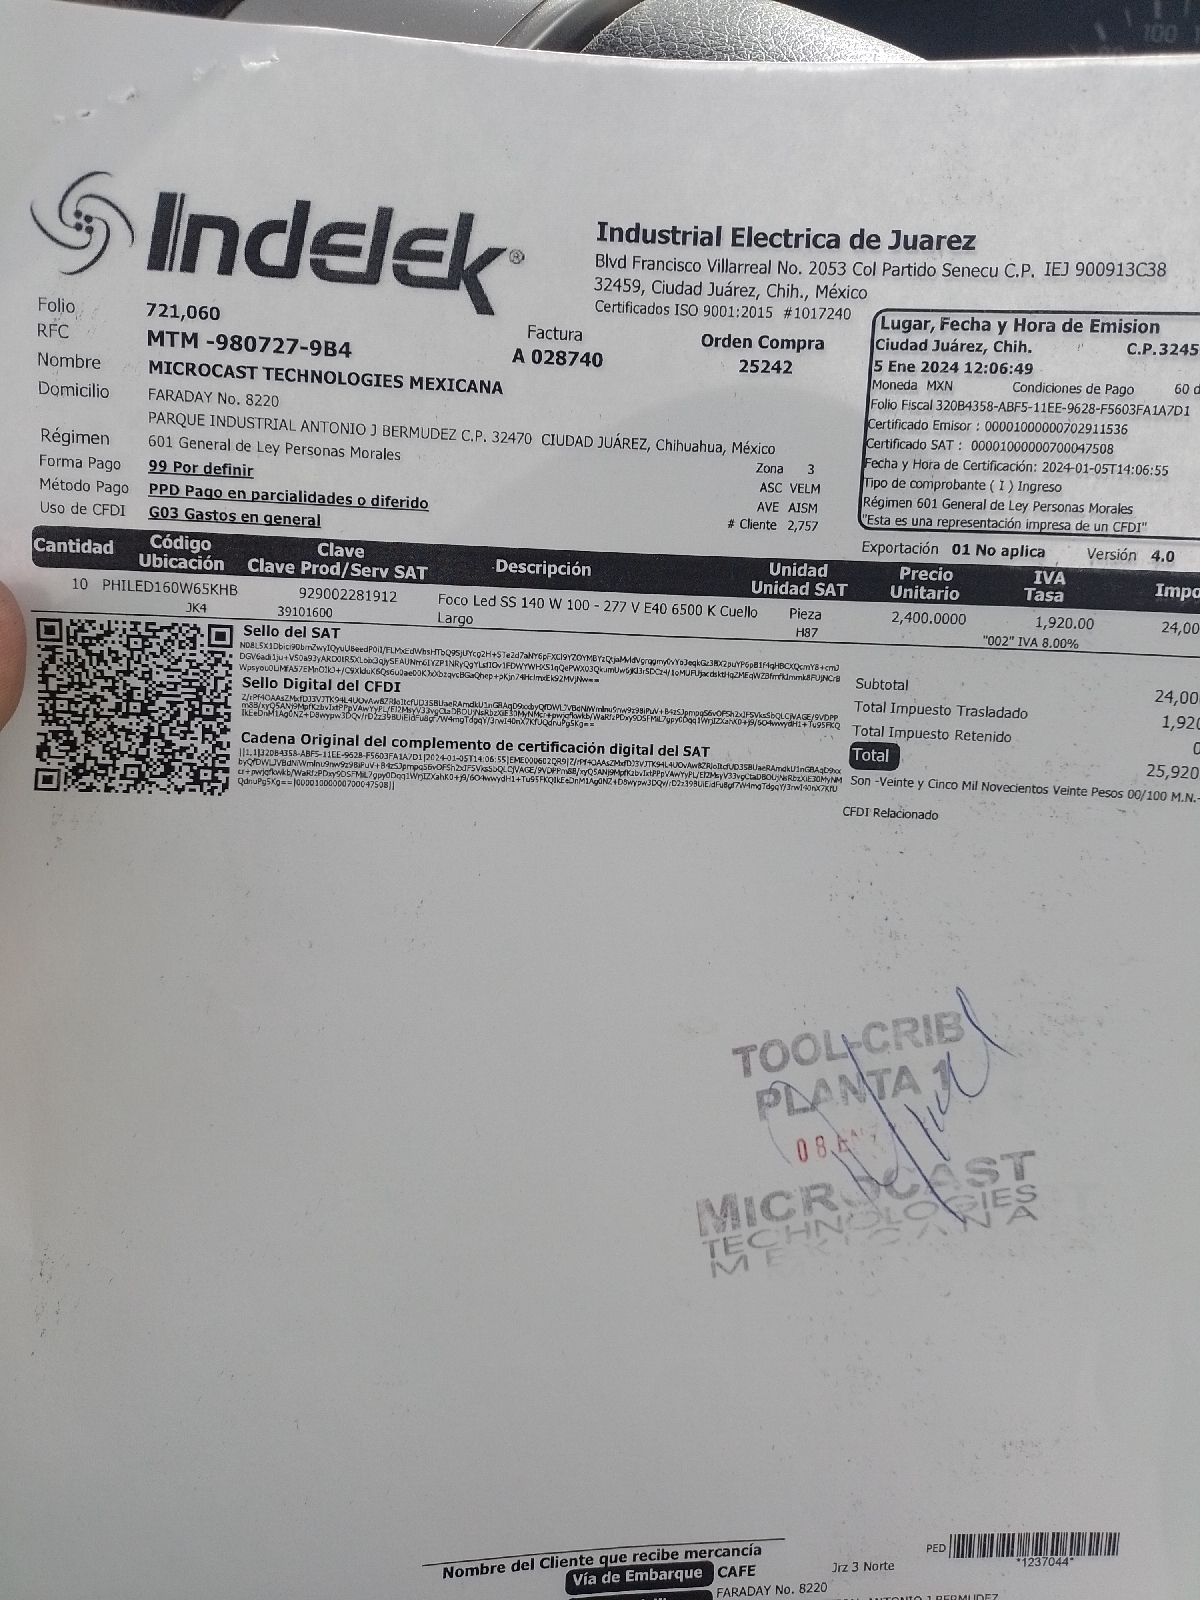 Indelek®
Industrial Electrica de Juarez
Blvd Francisco Villarreal No. 2053 Col Partido Senecu C.P. IEJ 900913C38
32459, Ciudad Juárez, Chih., México
Certificados ISO 9001:2015 #1017240
Folio 721,060
RFC MTM -980727-9B4
Nombre MICROCAST TECHNOLOGIES MEXICANA
Domicilio FARADAY No. 8220
PARQUE INDUSTRIAL ANTONIO J BERMUDEZ C.P. 32470 CIUDAD JUÁREZ, Chihuahua, México
Régimen 601 General de Ley Personas Morales
Forma Pago 99 Por definir
Método Pago PPD Pago en parcialidades o diferido
Uso de CFDI G03 Gastos en general
Factura
A 028740
Orden Compra
25242
Zona 3
ASC VELM
AVE AISM
# Cliente 2,757
Lugar, Fecha y Hora de Emision
Ciudad Juárez, Chih. C.P.3245
5 Ene 2024 12:06:49
Moneda MXN Condiciones de Pago 60 d
Folio Fiscal 320B4358-ABF5-11EE-9628-F5603FA1A7D1
Certificado Emisor : 00001000000702911536
Certificado SAT : 00001000000700047508
Fecha y Hora de Certificación: 2024-01-05T14:06:55
Tipo de comprobante ( I ) Ingreso
Régimen 601 General de Ley Personas Morales
"Esta es una representación impresa de un CFDI"
Exportación 01 No aplica Versión 4.0
Cantidad Código Ubicación Clave Clave Prod/Serv SAT Descripción Unidad Unidad SAT Precio Unitario IVA Tasa Impo
10 PHILED160W65KHB 929002281912 Foco Led SS 140 W 100 - 277 V E40 6500 K Cuello Pieza 2,400.0000 1,920.00 24,00
JK4 39101600 Largo H87 "002" IVA 8.00%
Sello del SAT
Sello Digital del CFDI
Cadena Original del complemento de certificación digital del SAT
Subtotal 24,00
Total Impuesto Trasladado 1,920
Total Impuesto Retenido 0
Total 25,920
Son -Veinte y Cinco Mil Novecientos Veinte Pesos 00/100 M.N.-
CFDI Relacionado
TOOL-CRIB
PLANTA 1
08
MICROCAST
TECHNOLOGIES
MEXICANA
Nombre del Cliente que recibe mercancía
Vía de Embarque CAFE
Jrz 3 Norte
PED
*1237044*
FARADAY No. 8220